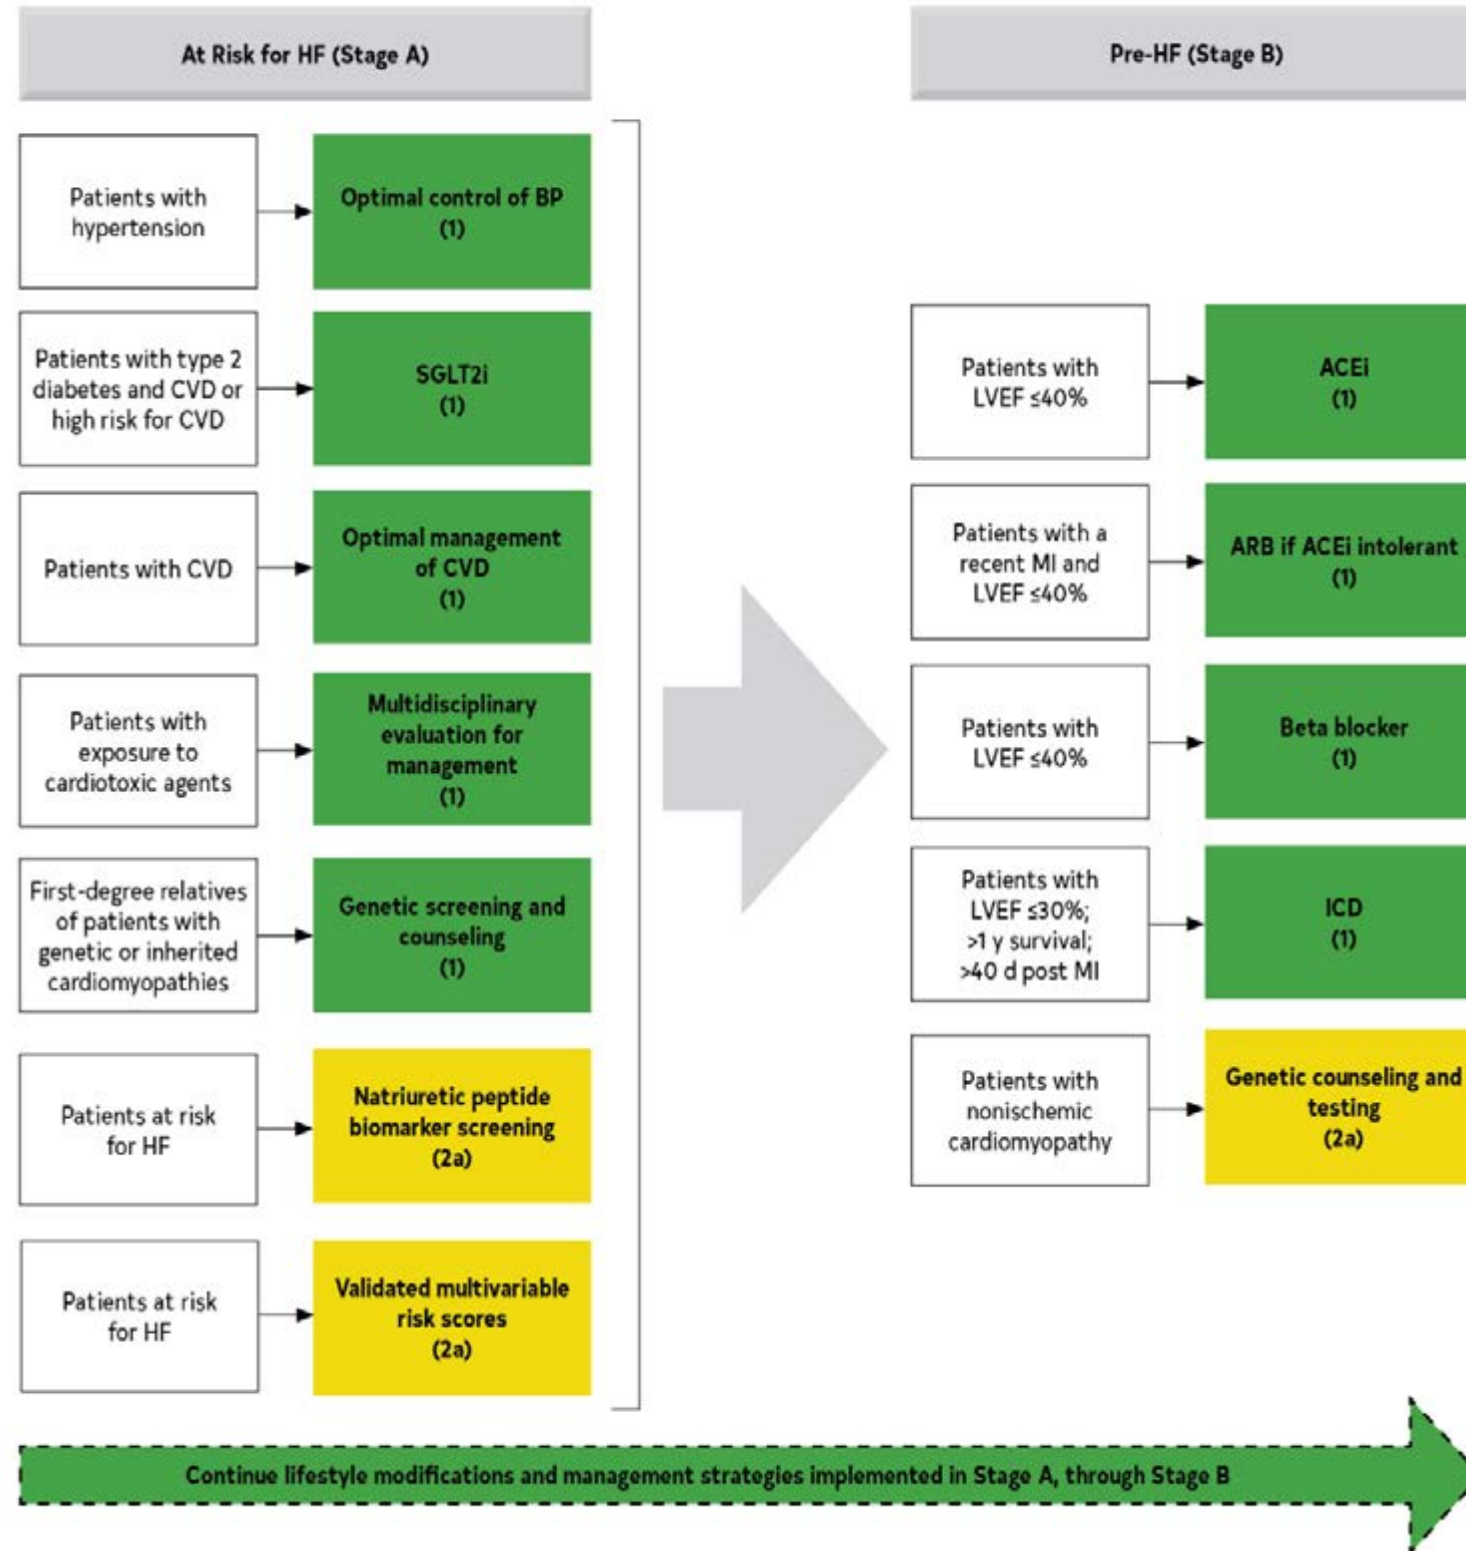 At Risk for HF (Stage A)
Patients with
hypertension
Optimal control of BP
(1)
Patients with type 2
diabetes and CVD or
high risk for CVD
SGLT2i
(1)
Patients with CVD
Optimal management
of CVD
(1)
Patients with
exposure to
cardiotoxic agents
Multidisciplinary
evaluation for
management
(1)
First-degree relatives
of patients with
genetic or inherited
cardiomyopathies
Genetic screening and
counseling
(1)
Patients at risk
for HF
Natriuretic peptide
biomarker screening
(2a)
Patients at risk
for HF
Validated multivariable
risk scores
(2a)
Pre-HF (Stage B)
Patients with
LVEF ≤40%
ACEi
(1)
Patients with a
recent MI and
LVEF ≤40%
ARB if ACEi intolerant
(1)
Patients with
LVEF ≤40%
Beta blocker
(1)
Patients with
LVEF ≤30%;
>1 y survival;
>40 d post MI
ICD
(1)
Patients with
nonischemic
cardiomyopathy
Genetic counseling and
testing
(2a)
Continue lifestyle modifications and management strategies implemented in Stage A, through Stage B